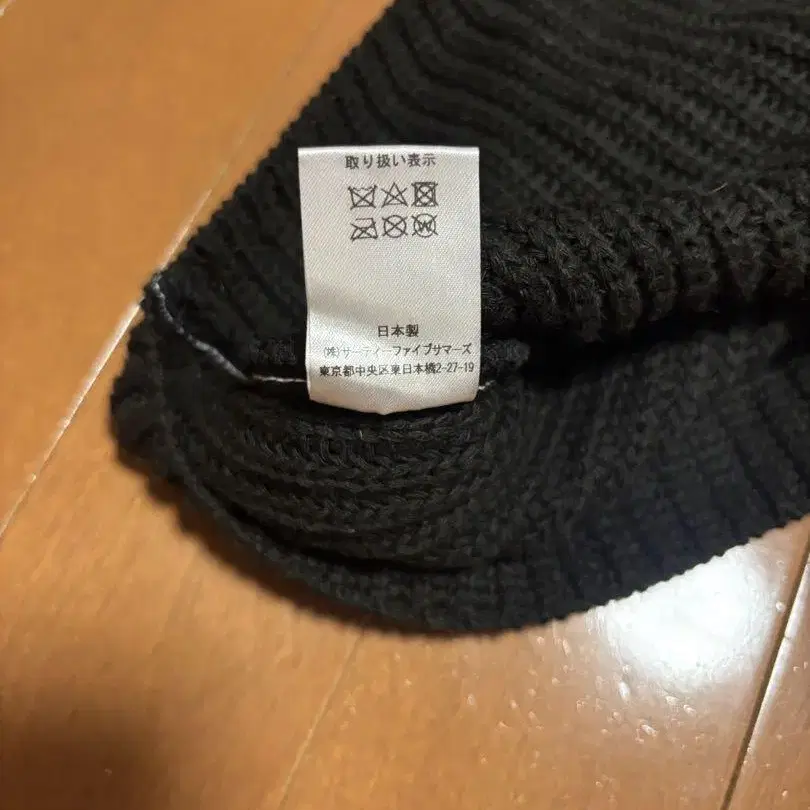 取り扱い表示
日本製
(株)サーティーファイブサマーズ
東京都中央区東日本橋2-27-19